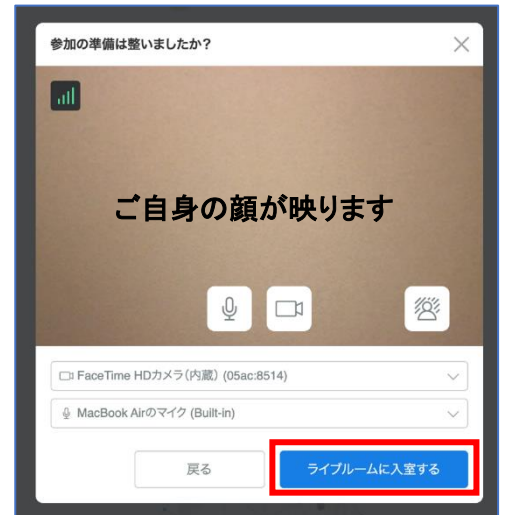 参加の準備は整いましたか?
ご自身の顔が映ります
FaceTime HDカメラ(内蔵) (05ac:8514)
MacBook Airのマイク (Built-in)
戻る
ライブルームに入室する